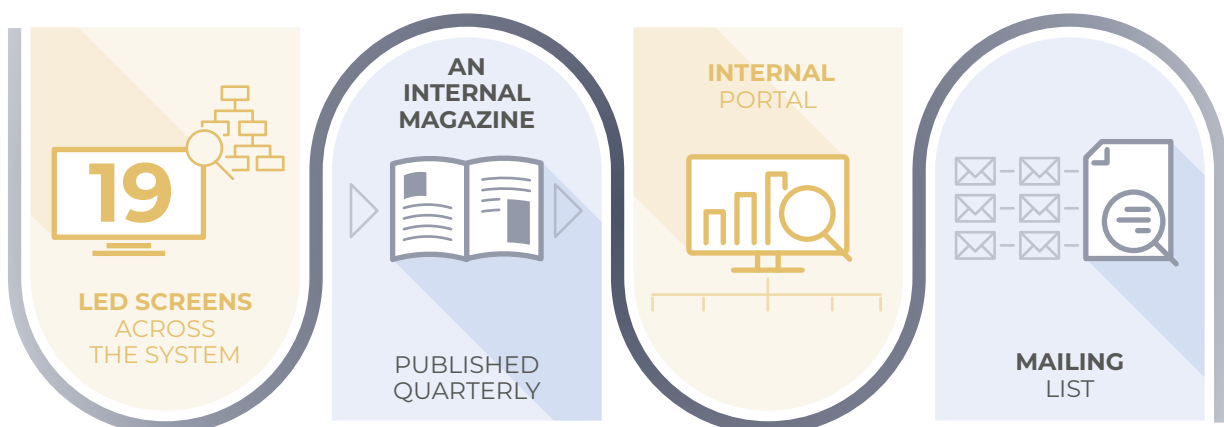 19
LED SCREENS
ACROSS
THE SYSTEM
AN
INTERNAL
MAGAZINE
PUBLISHED
QUARTERLY
INTERNAL
PORTAL
MAILING
LIST